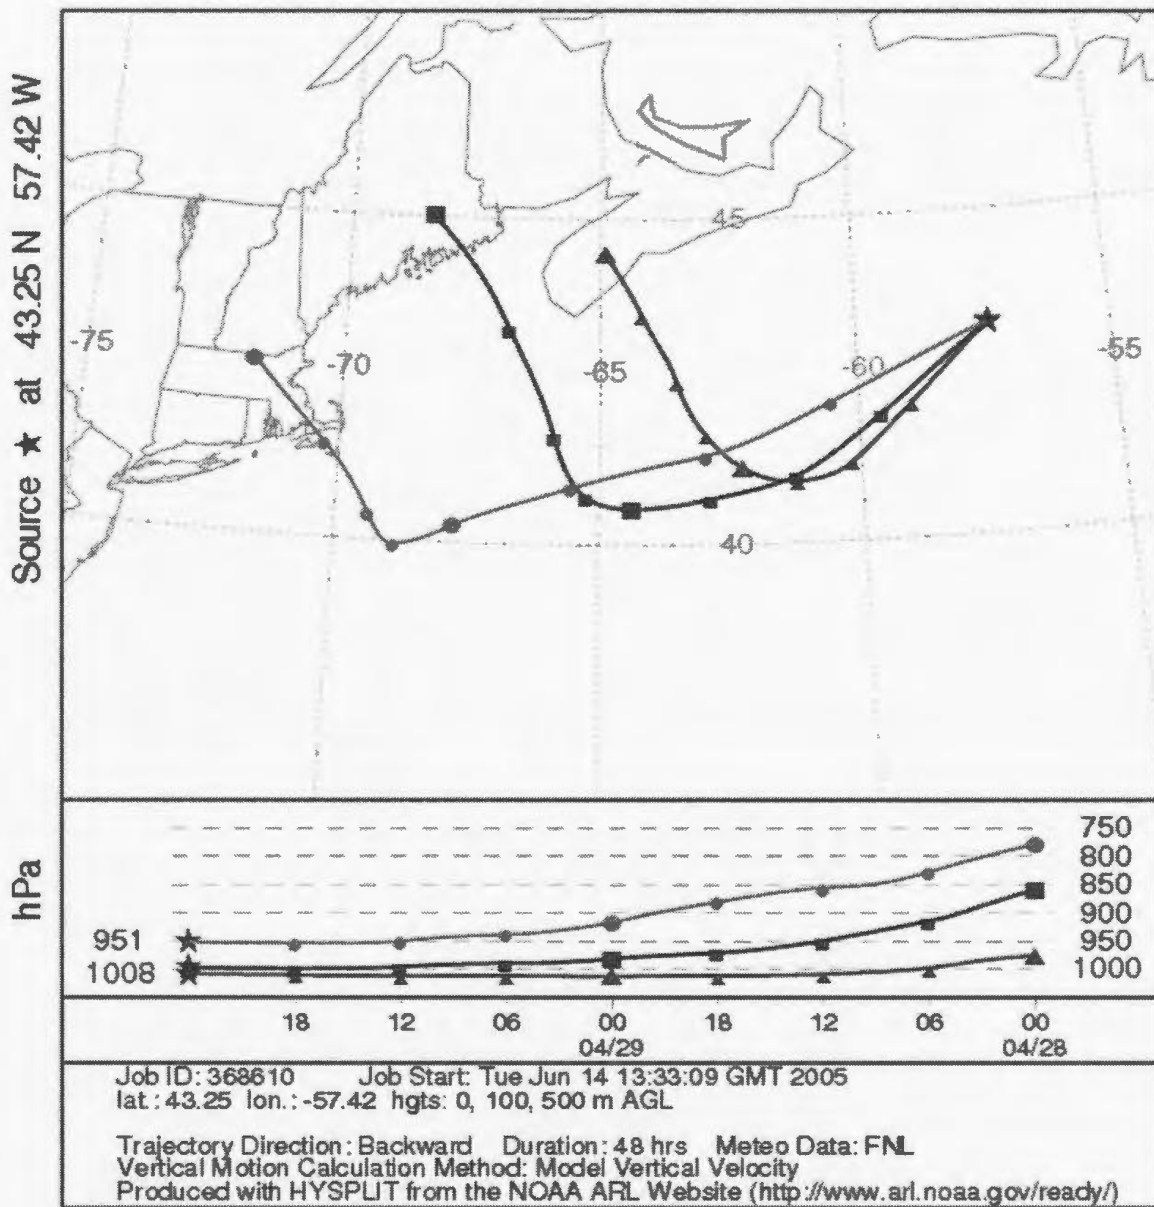 Source ★ at 43.25 N 57.42 W
45
-75
-70
-65
-60
-55
40
hPa
750
800
850
900
951
950
1008
1000
18 12 06 00 18 12 06 00
04/29 04/28
Job ID: 368610 Job Start: Tue Jun 14 13:33:09 GMT 2005
lat.: 43.25 lon.: -57.42 hgts: 0, 100, 500 m AGL
Trajectory Direction: Backward Duration: 48 hrs Meteo Data: FNL
Vertical Motion Calculation Method: Model Vertical Velocity
Produced with HYSPLIT from the NOAA ARL Website (http://www.arl.noaa.gov/ready/)